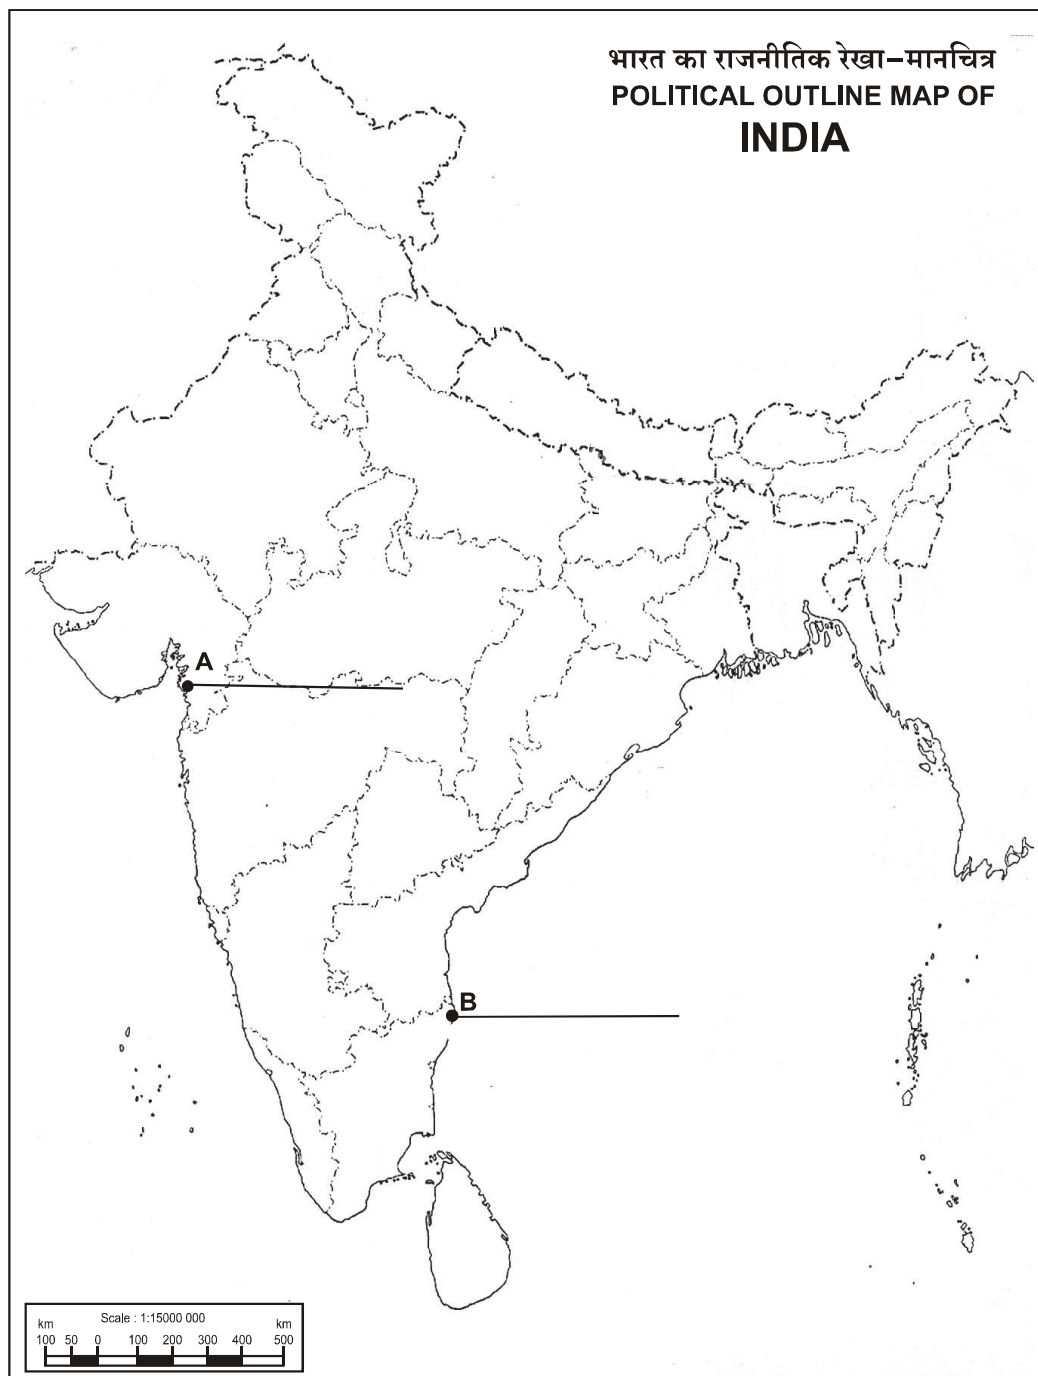 भारत का राजनीतिक रेखा–मानचित्र
POLITICAL OUTLINE MAP OF
INDIA
A
B
Scale : 1:15000 000
km km
100 50 0 100 200 300 400 500